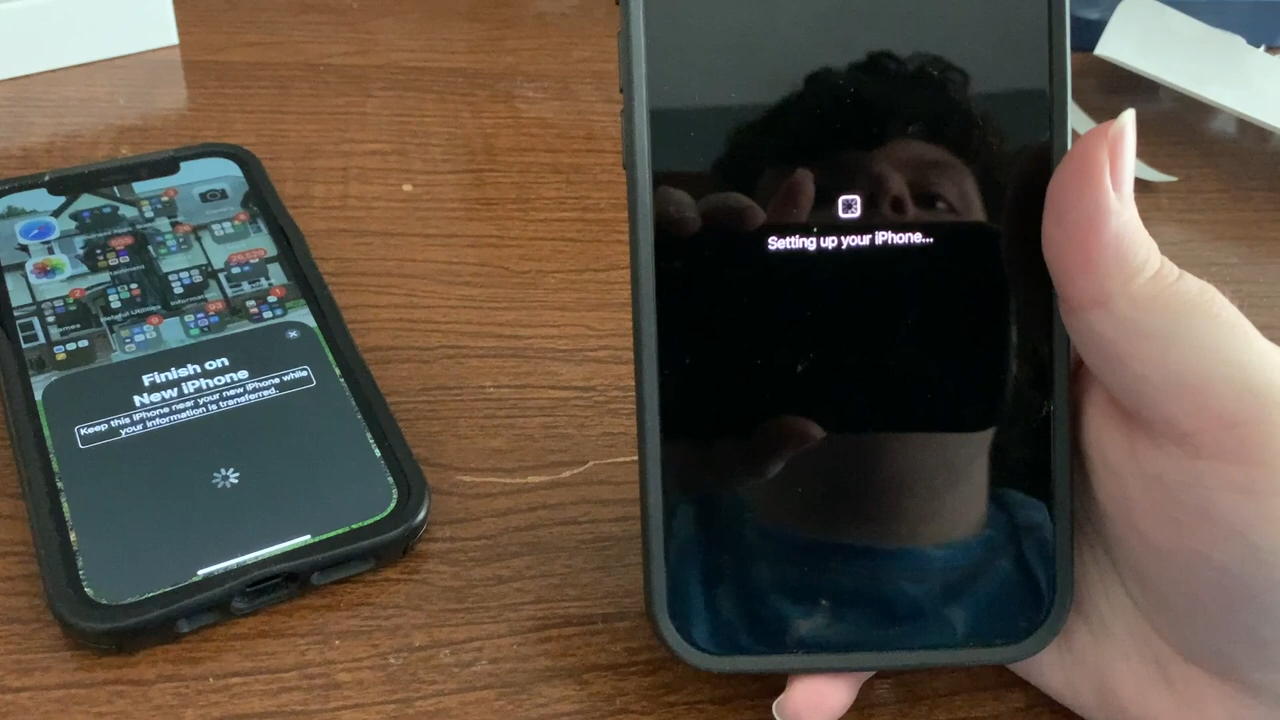 Finish on
New iPhone
Keep this iPhone near your new iPhone while
your information is transferred.
Setting up your iPhone...